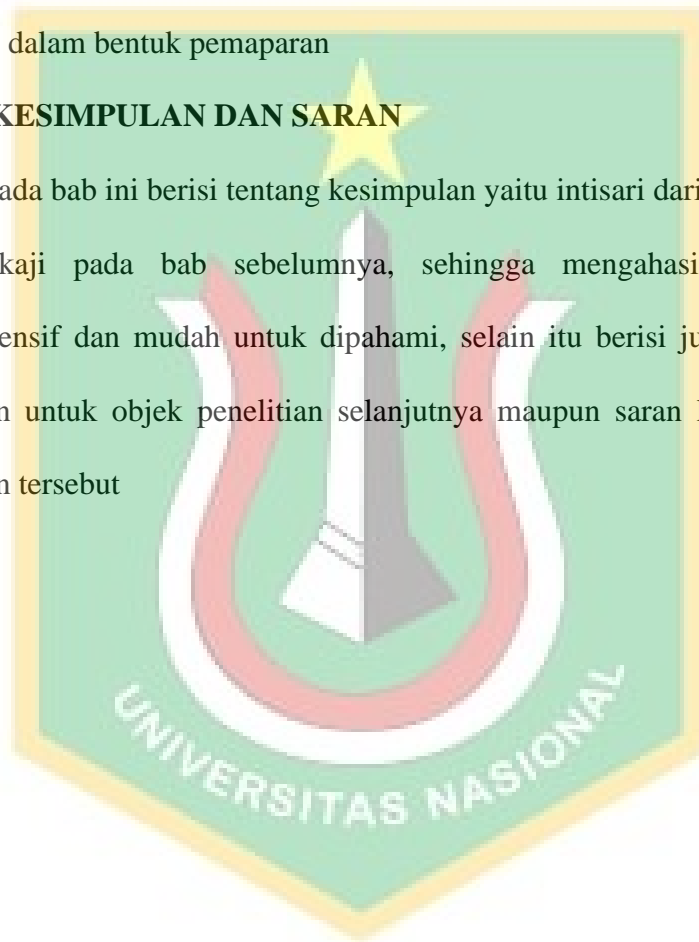 dalam bentuk pemaparan
KESIMPULAN DAN SARAN
ada bab ini berisi tentang kesimpulan yaitu intisari dari
kaji pada bab sebelumnya, sehingga mengahasi
ensif dan mudah untuk dipahami, selain itu berisi ju
n untuk objek penelitian selanjutnya maupun saran
n tersebut
UNIVERSITAS NASIONAL